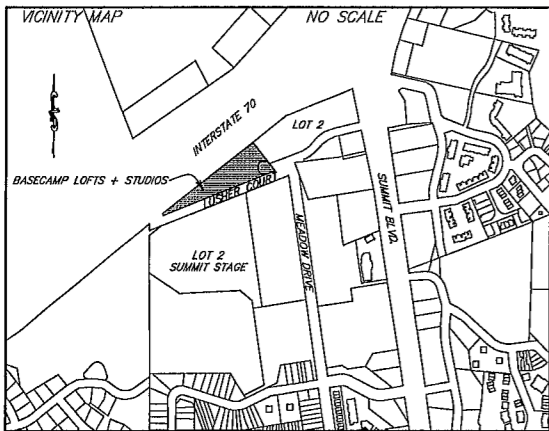 VICINITY MAP
NO SCALE
INTERSTATE 70
LOT 2
BASECAMP LOFTS + STUDIOS
LUSHER COURT
MEADOW DRIVE
SUMMIT BLVD.
LOT 2
SUMMIT STAGE